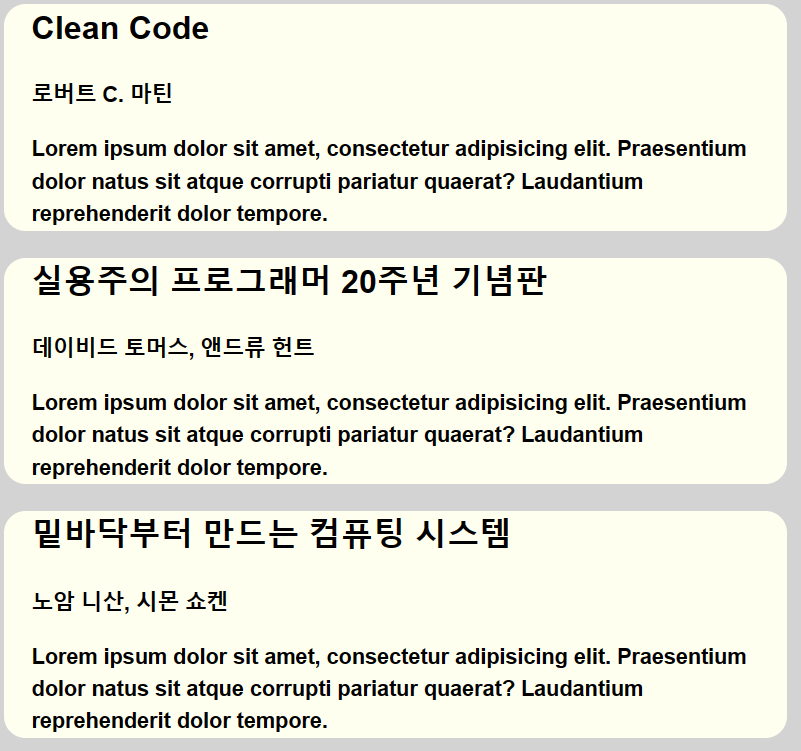 Clean Code
로버트 C. 마틴
Lorem ipsum dolor sit amet, consectetur adipisicing elit. Praesentium
dolor natus sit atque corrupti pariatur quaerat? Laudantium
reprehenderit dolor tempore.
실용주의 프로그래머 20주년 기념판
데이비드 토머스, 앤드류 헌트
Lorem ipsum dolor sit amet, consectetur adipisicing elit. Praesentium
dolor natus sit atque corrupti pariatur quaerat? Laudantium
reprehenderit dolor tempore.
밑바닥부터 만드는 컴퓨팅 시스템
노암 니산, 시몬 쇼켄
Lorem ipsum dolor sit amet, consectetur adipisicing elit. Praesentium
dolor natus sit atque corrupti pariatur quaerat? Laudantium
reprehenderit dolor tempore.